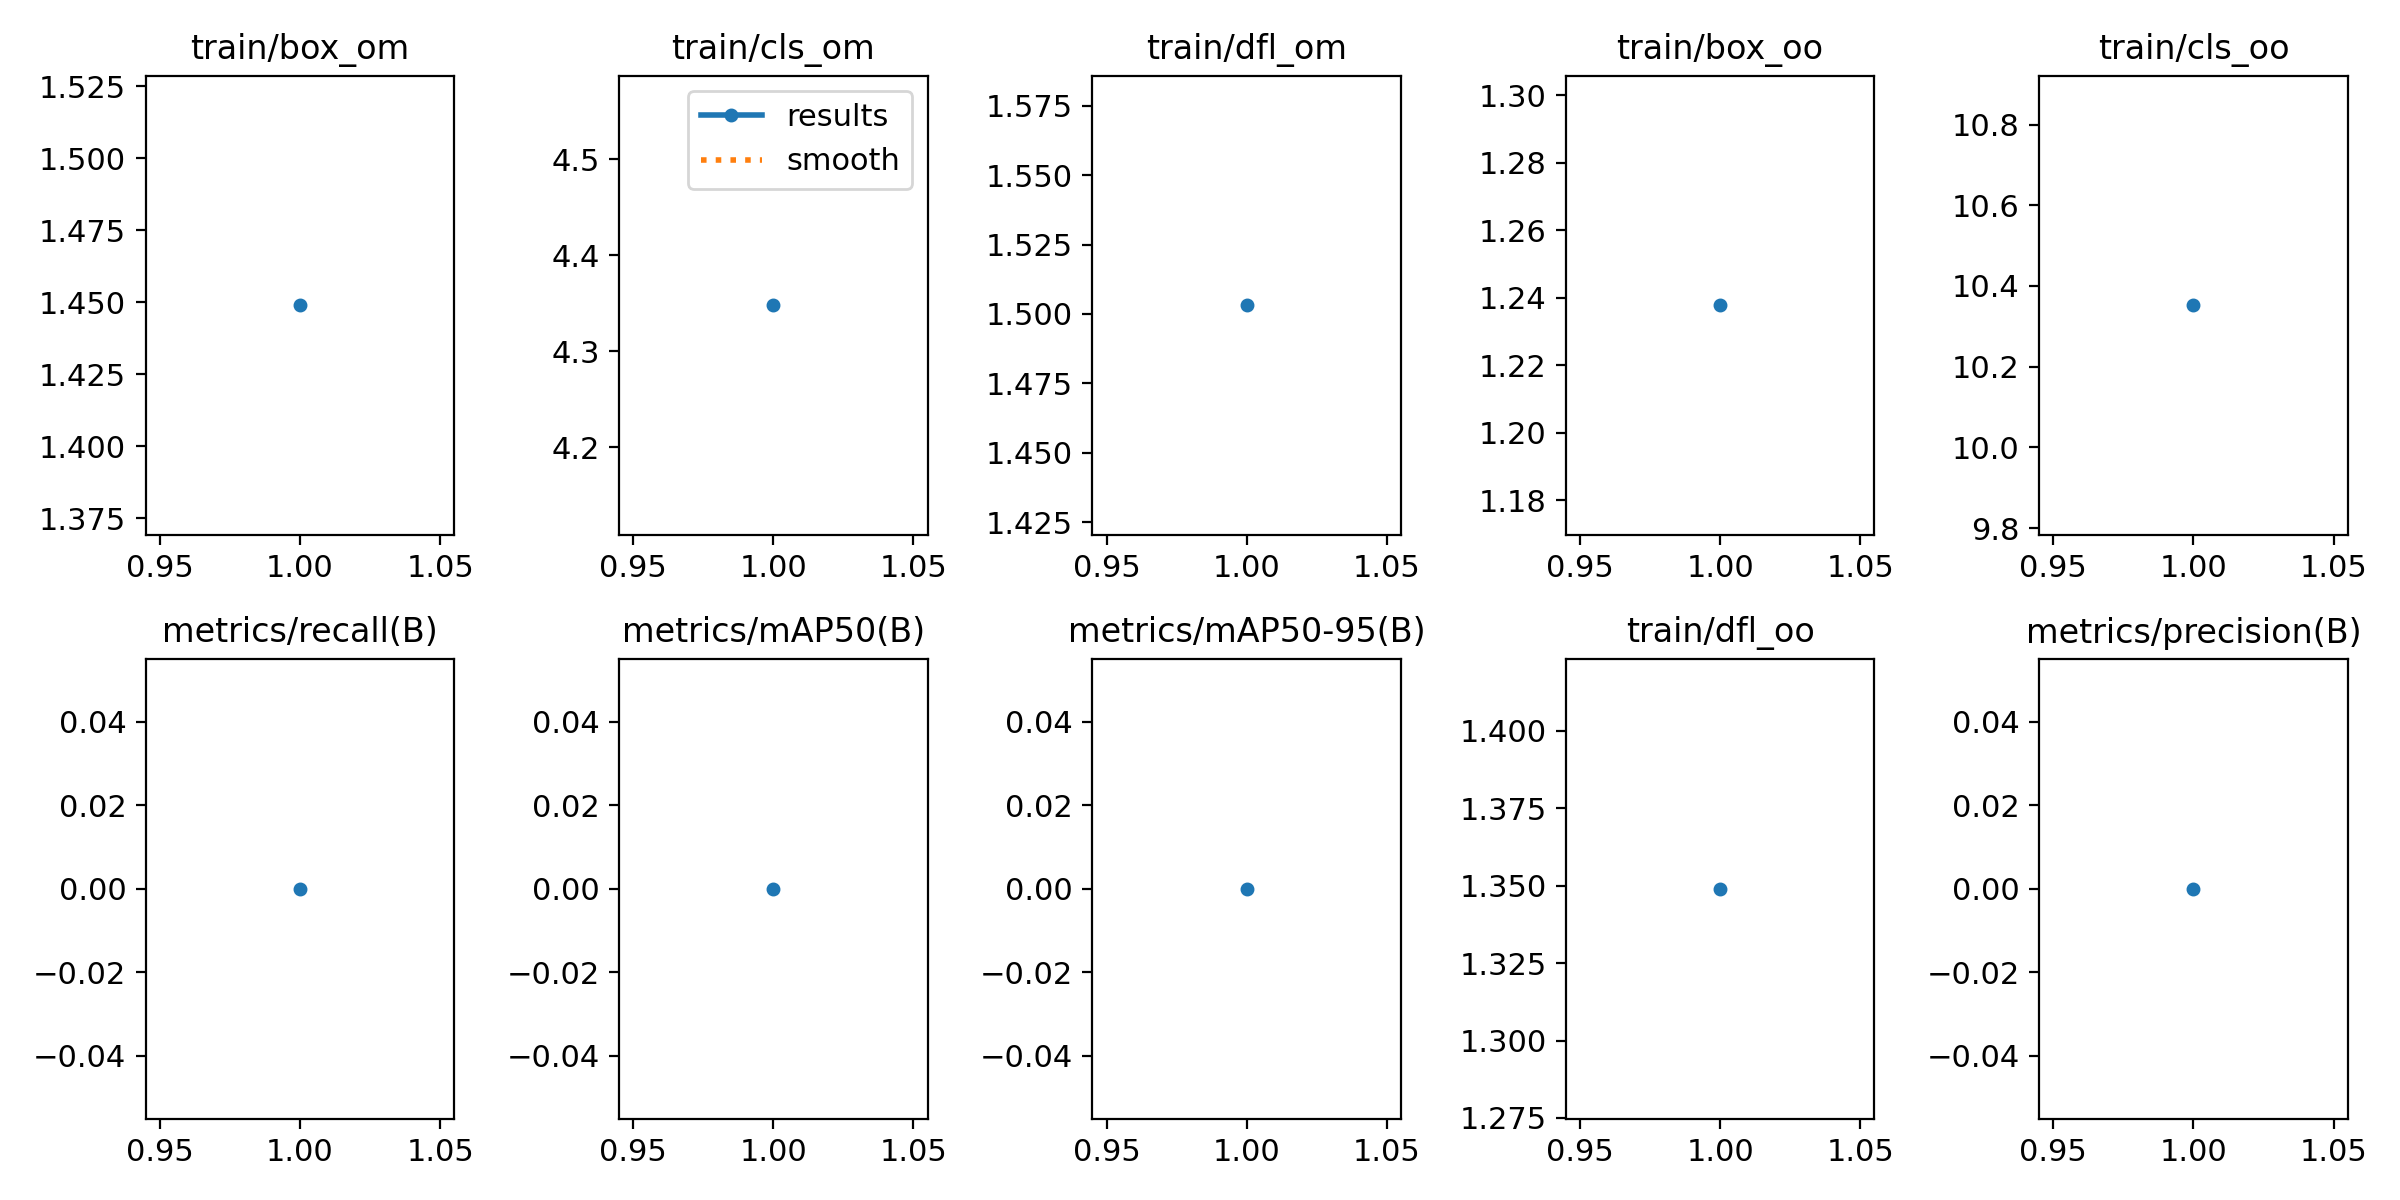 train/box_om
1.525
1.500
1.475
1.450
1.425
1.400
1.375
0.95 1.00 1.05
train/cls_om
results
smooth
4.5
4.4
4.3
4.2
0.95 1.00 1.05
train/dfl_om
1.575
1.550
1.525
1.500
1.475
1.450
1.425
0.95 1.00 1.05
train/box_oo
1.30
1.28
1.26
1.24
1.22
1.20
1.18
0.95 1.00 1.05
train/cls_oo
10.8
10.6
10.4
10.2
10.0
9.8
0.95 1.00 1.05
metrics/recall(B)
0.04
0.02
0.00
−0.02
−0.04
0.95 1.00 1.05
metrics/mAP50(B)
0.04
0.02
0.00
−0.02
−0.04
0.95 1.00 1.05
metrics/mAP50-95(B)
0.04
0.02
0.00
−0.02
−0.04
0.95 1.00 1.05
train/dfl_oo
1.400
1.375
1.350
1.325
1.300
1.275
0.95 1.00 1.05
metrics/precision(B)
0.04
0.02
0.00
−0.02
−0.04
0.95 1.00 1.05